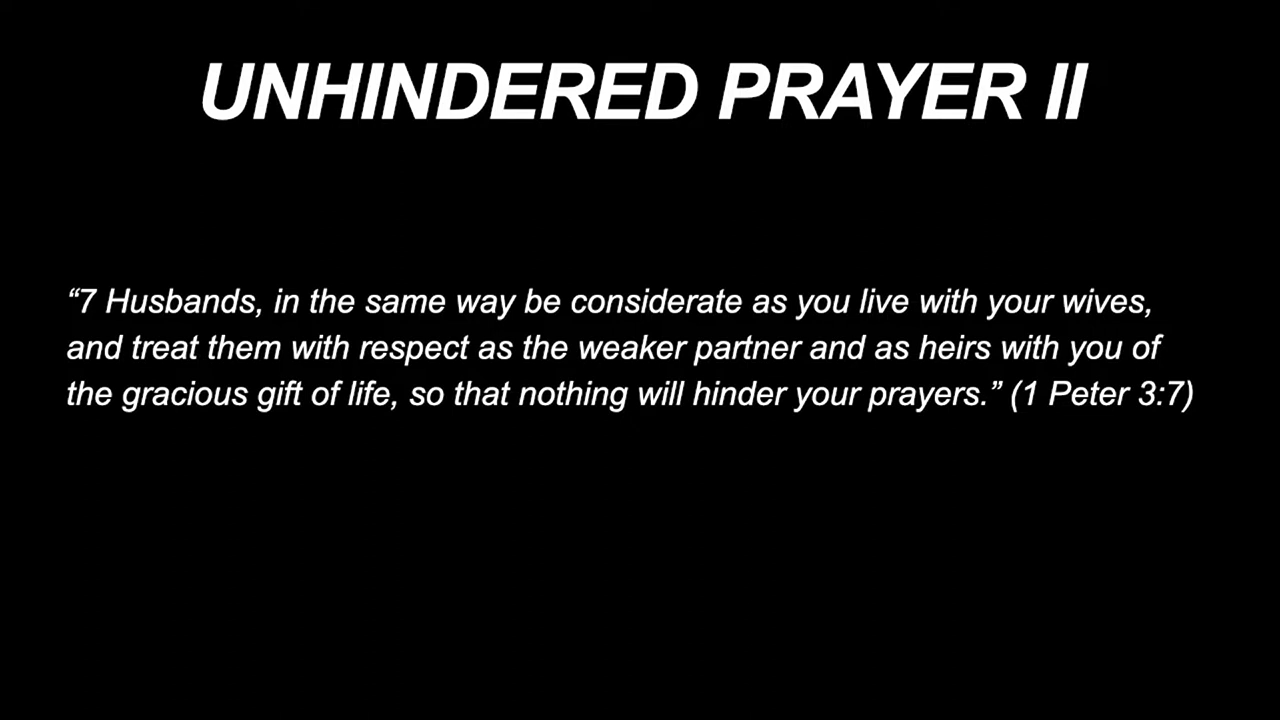 UNHINDERED PRAYER II
“7 Husbands, in the same way be considerate as you live with your wives,
and treat them with respect as the weaker partner and as heirs with you of
the gracious gift of life, so that nothing will hinder your prayers.” (1 Peter 3:7)